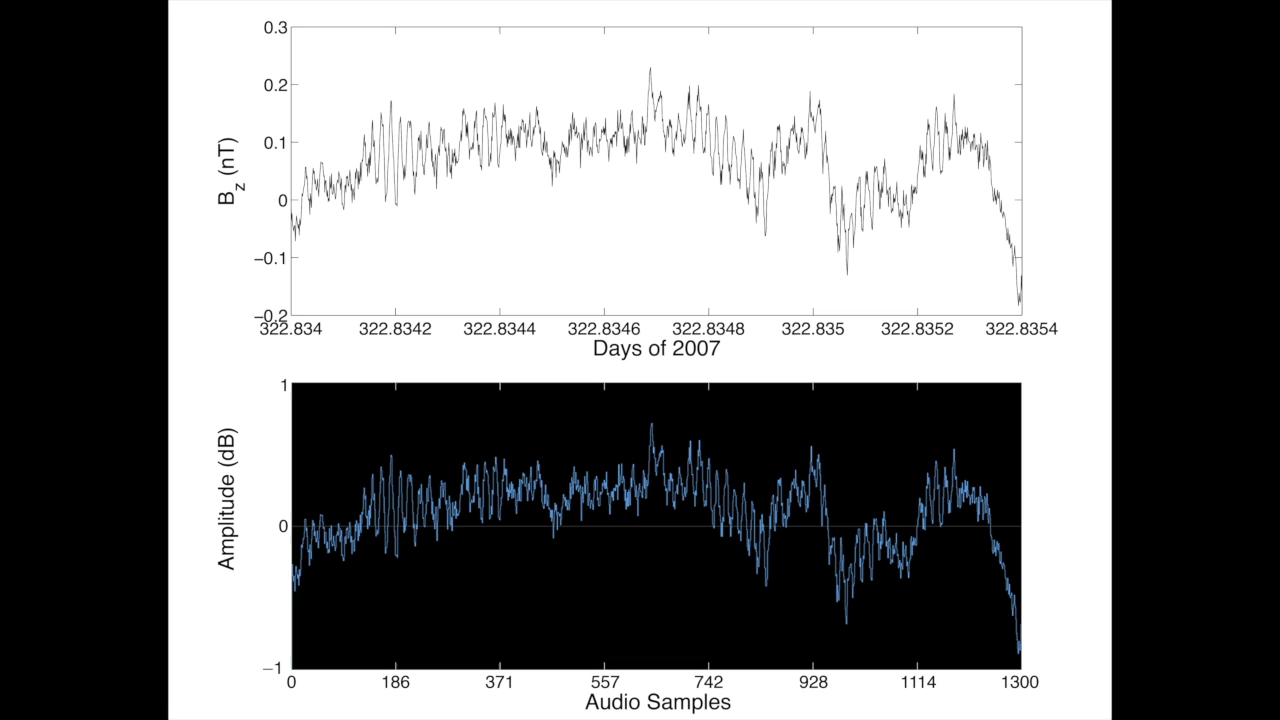 0.3
0.2
0.1
0
−0.1
−0.2
B_z (nT)
322.834 322.8342 322.8344 322.8346 322.8348 322.835 322.8352 322.8354
Days of 2007
1
0
−1
Amplitude (dB)
0 186 371 557 742 928 1114 1300
Audio Samples